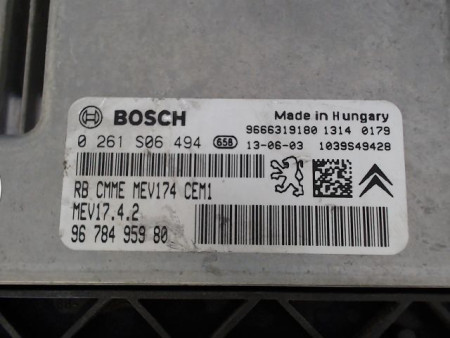 BOSCH
Made in Hungary
9666319180 1314 0179
0 261 S06 494 658 13-06-03 1039S49428
RB CMME MEV174 CEM1
MEV17.4.2
96 784 959 80